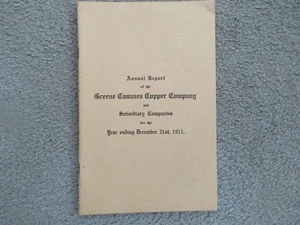 Annual Report
of the
Greene Cananea Copper Company
and
Subsidiary Companies
for the
Year ending December 31st, 1911.